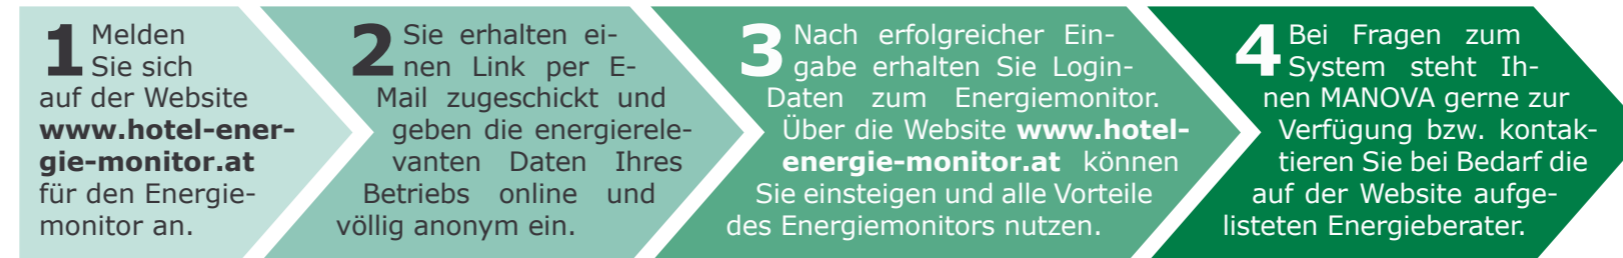 1 Melden
Sie sich
auf der Website
www.hotel-ener-
gie-monitor.at
für den Energie-
monitor an.
2 Sie erhalten ei-
nen Link per E-
Mail zugeschickt und
geben die energierele-
vanten Daten Ihres
Betriebs online und
völlig anonym ein.
3 Nach erfolgreicher Ein-
gabe erhalten Sie Login-
Daten zum Energiemonitor.
Über die Website www.hotel-
energie-monitor.at können
Sie einsteigen und alle Vorteile
des Energiemonitors nutzen.
4 Bei Fragen zum
System steht Ih-
nen MANOVA gerne zur
Verfügung bzw. kontak-
tieren Sie bei Bedarf die
auf der Website aufge-
listeten Energieberater.